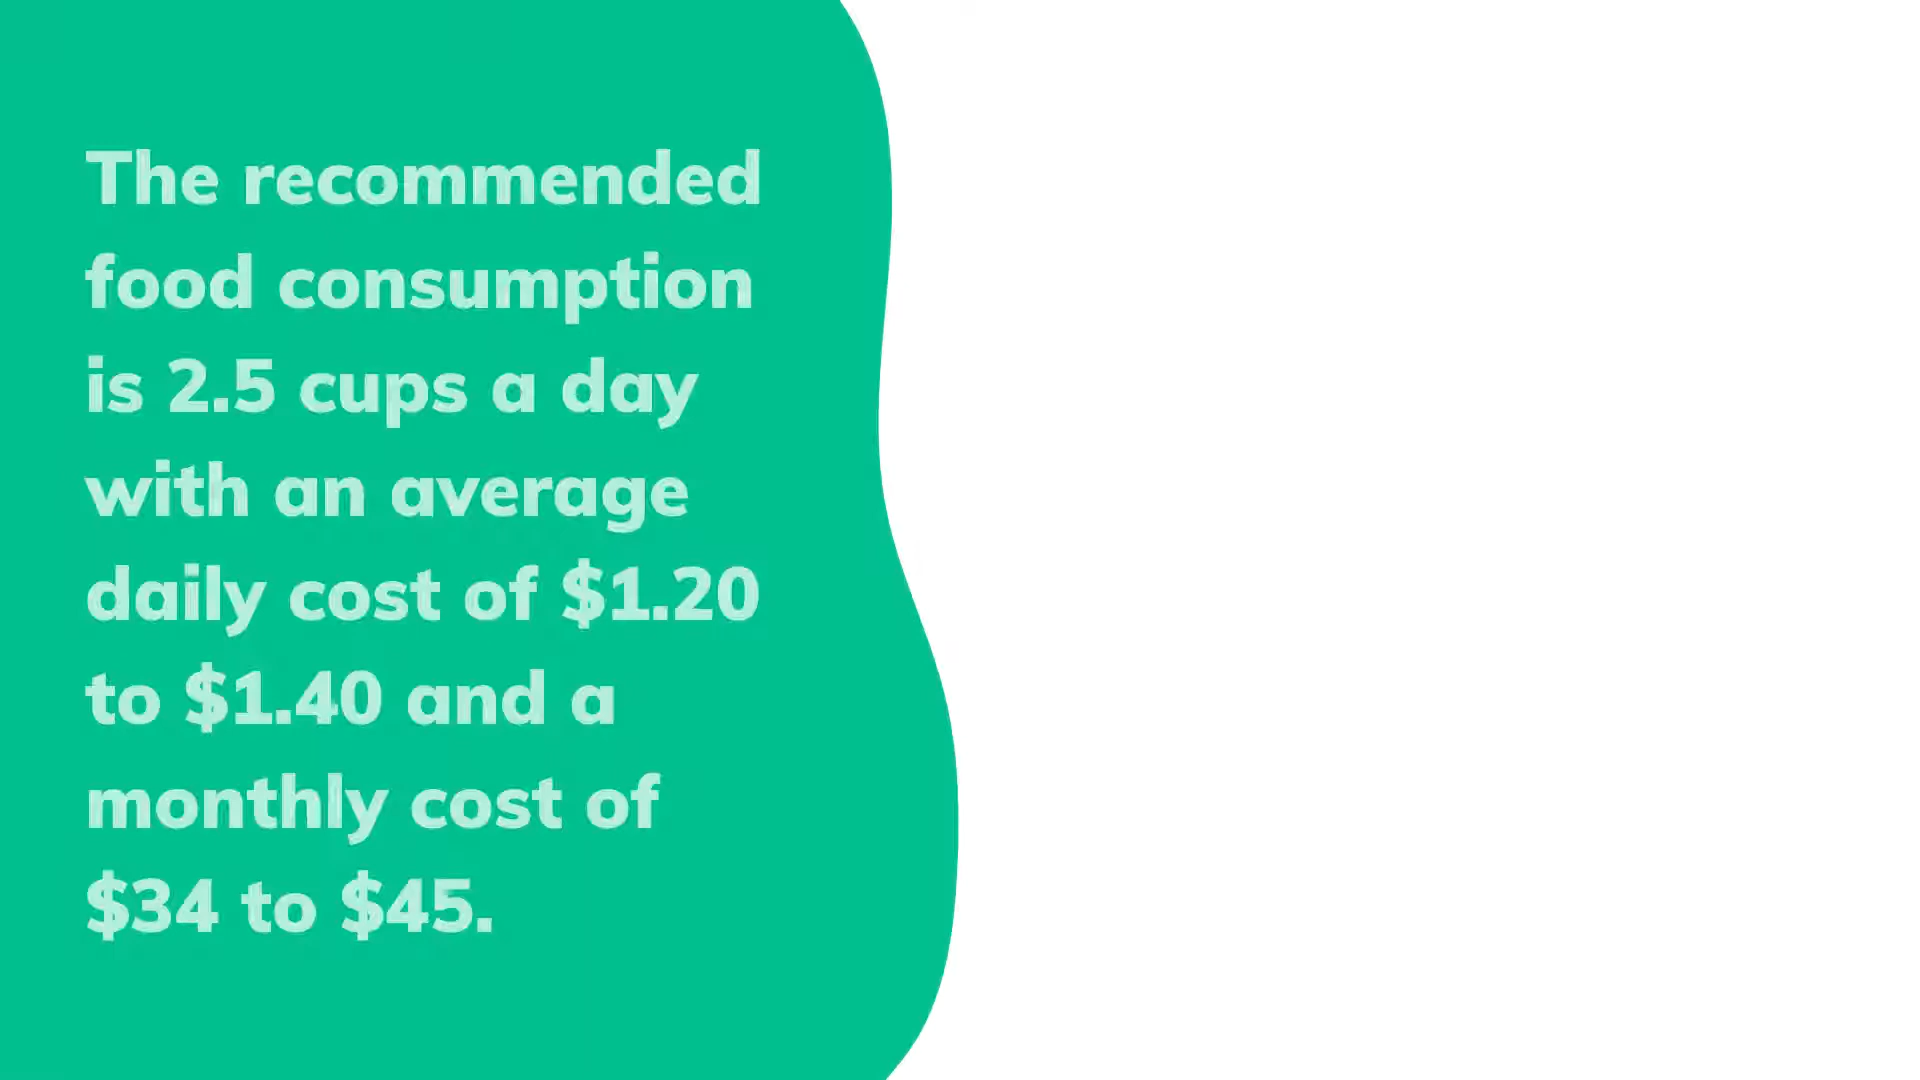 The recommended
food consumption
is 2.5 cups a day
with an average
daily cost of $1.20
to $1.40 and a
monthly cost of
$34 to $45.